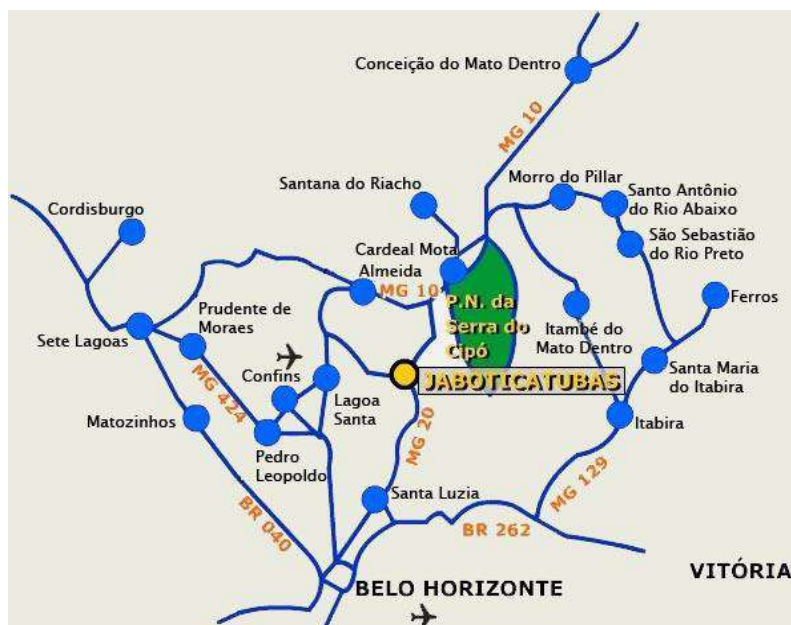 Conceição do Mato Dentro
MG 10
Morro do Pillar
Santana do Riacho
Santo Antônio
do Rio Abaixo
Cordisburgo
São Sebastião
do Rio Preto
Cardeal Mota
Almeida
MG 10
P.N. da
Serra do
Cipó
Ferros
Prudente de
Moraes
Itambé do
Mato Dentro
Sete Lagoas
Santa Maria
do Itabira
MG 424
Confins
JABOTICATUBAS
Lagoa
Santa
Matozinhos
Itabira
MG 20
Pedro
Leopoldo
MG 129
Santa Luzia
BR 040
BR 262
VITÓRIA
BELO HORIZONTE